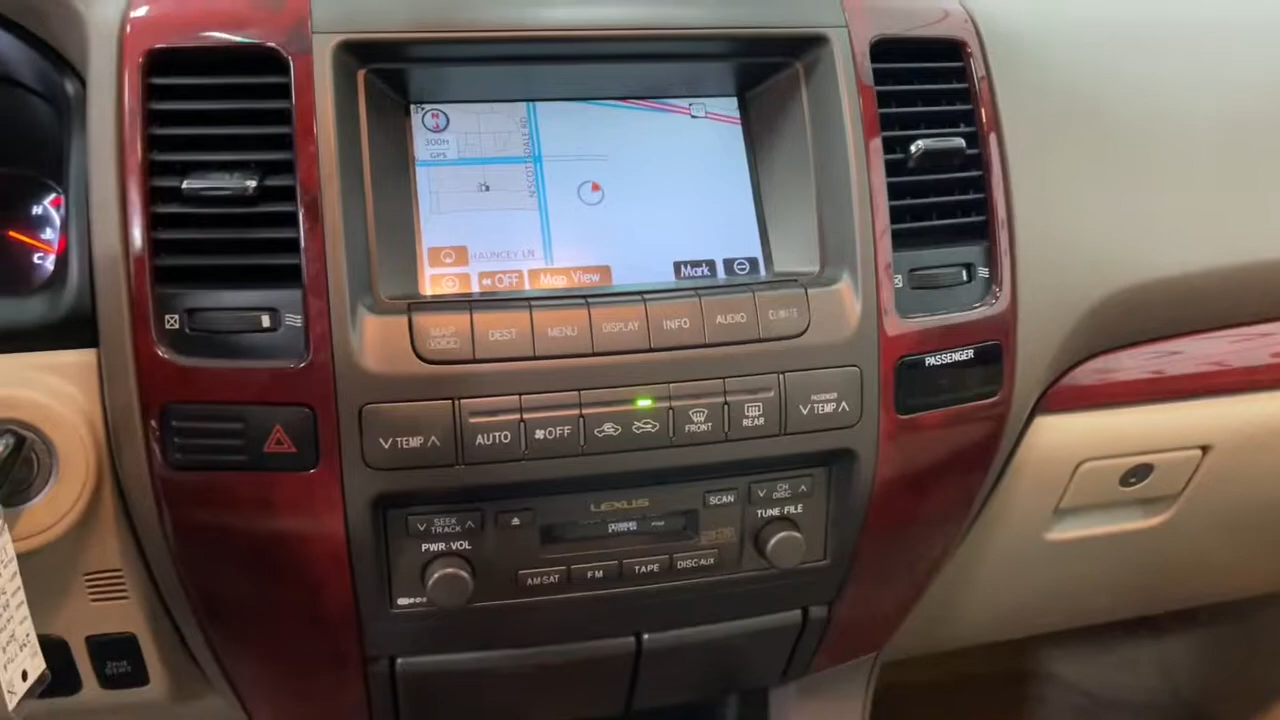 N
300ft
GPS
N SCOTTSDALE RD
101
HAUNCEY LN
OFF
Map View
Mark
MAP
VOICE
DEST
MENU
DISPLAY
INFO
AUDIO
CLIMATE
H
C
PASSENGER
TEMP
AUTO
OFF
FRONT
REAR
PASSENGER
TEMP
LEXUS
SCAN
CH
DISC
SEEK
TRACK
TUNE·FILE
PWR·VOL
AM·SAT
FM
TAPE
DISC·AUX